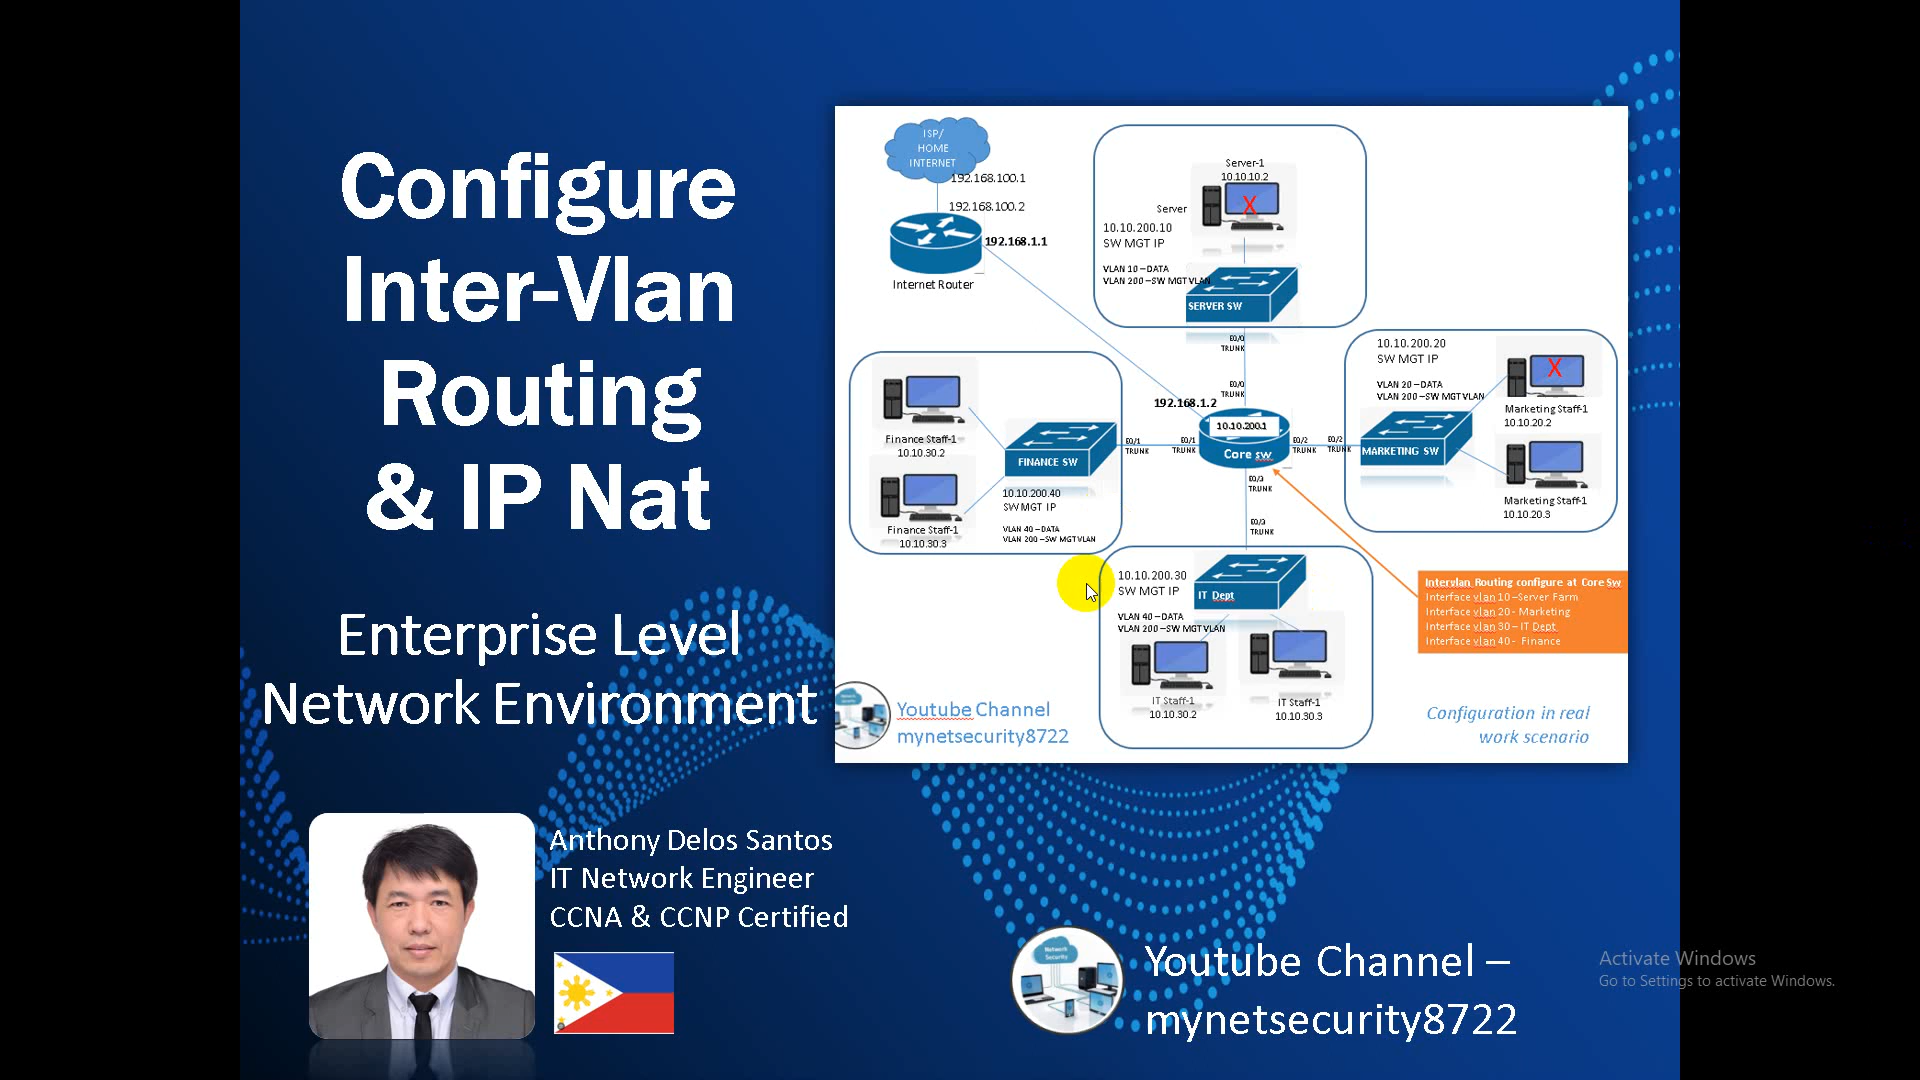 Configure
Inter-Vlan
Routing
& IP Nat
Enterprise Level
Network Environment
ISP/
HOME
INTERNET
192.168.100.1
192.168.100.2
192.168.1.1
Internet Router
Server-1
10.10.10.2
X
Server
10.10.200.10
SW MGT IP
VLAN 10 – DATA
VLAN 200 –SW MGT VLAN
SERVER SW
E0/0
TRUNK
E0/0
TRUNK
192.168.1.2
10.10.200.1
Core sw
Finance Staff-1
10.10.30.2
Finance Staff-1
10.10.30.3
FINANCE SW
10.10.200.40
SW MGT IP
VLAN 40 – DATA
VLAN 200 –SW MGT VLAN
E0/1
TRUNK
E0/1
TRUNK
E0/2
TRUNK
E0/2
TRUNK
10.10.200.20
SW MGT IP
VLAN 20 – DATA
VLAN 200 –SW MGT VLAN
MARKETING SW
X
Marketing Staff-1
10.10.20.2
Marketing Staff-1
10.10.20.3
E0/3
TRUNK
E0/3
TRUNK
10.10.200.30
SW MGT IP
IT Dept
VLAN 40 –DATA
VLAN 200 –SW MGT VLAN
IT Staff-1
10.10.30.2
IT Staff-1
10.10.30.3
Intervlan Routing configure at Core Sw
Interface vlan 10 –Server Farm
Interface vlan 20 - Marketing
Interface vlan 30 – IT Dept
Interface vlan 40 - Finance
Youtube Channel
mynetsecurity8722
Configuration in real
work scenario
Anthony Delos Santos
IT Network Engineer
CCNA & CCNP Certified
Network
Security
Youtube Channel –
mynetsecurity8722
Activate Windows
Go to Settings to activate Windows.